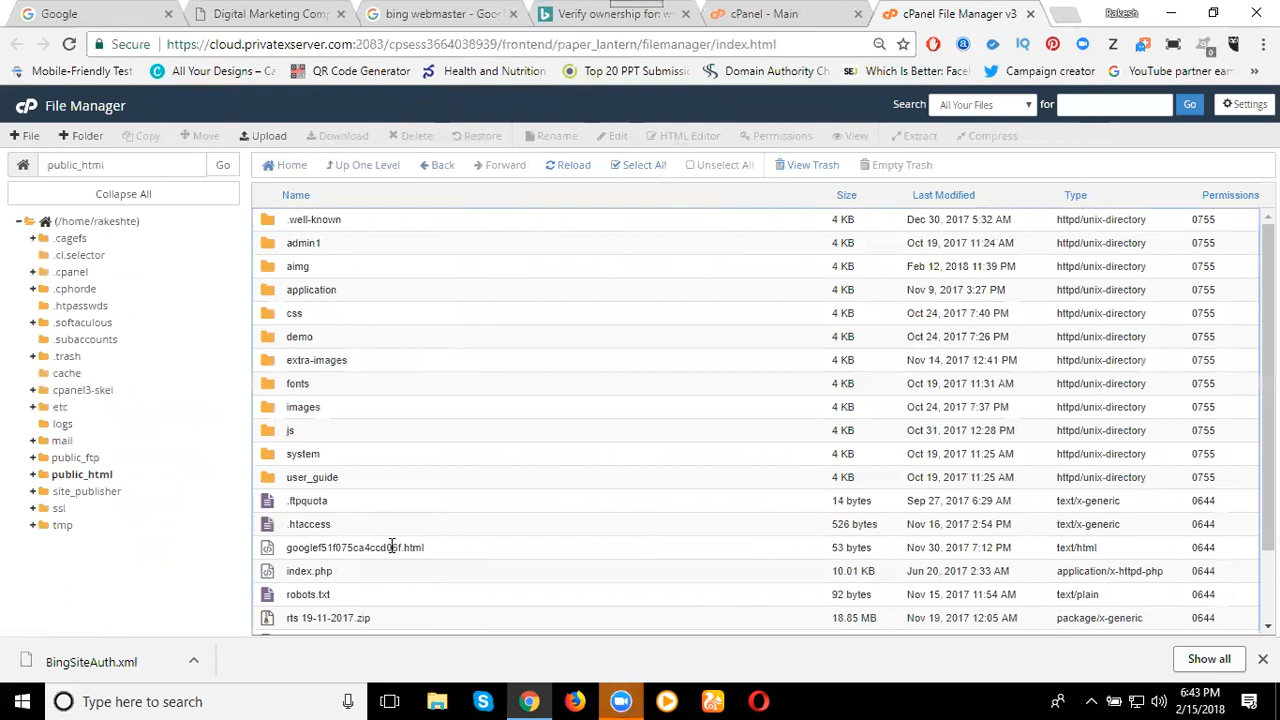 Google
Digital Marketing Comp
bing webmaster - Goo
Verify ownership for: w
cPanel - Main
cPanel File Manager v3
Rakesh
Secure
https://cloud.privatexserver.com:2083/cpsess3664038939/frontend/paper_lantern/filemanager/index.html
Mobile-Friendly Test
All Your Designs – Ca
QR Code Generator
Health and Nutrition
Top 20 PPT Submissio
Domain Authority Ch
Which Is Better: Face
Campaign creator
YouTube partner earn
File Manager
Search
All Your Files
for
Go
Settings
File
Folder
Copy
Move
Upload
Download
Delete
Restore
Rename
Edit
HTML Editor
Permissions
View
Extract
Compress
public_html
Go
Home
Up One Level
Back
Forward
Reload
Select All
Unselect All
View Trash
Empty Trash
Collapse All
(/home/rakeshte)
.cagefs
.cl.selector
.cpanel
.cphorde
.htpasswds
.softaculous
.subaccounts
.trash
cache
cpanel3-skel
etc
logs
mail
public_ftp
public_html
site_publisher
ssl
tmp
Name Size Last Modified Type Permissions
.well-known 4 KB Dec 30, 2017 5:32 AM httpd/unix-directory 0755
admin1 4 KB Oct 19, 2017 11:24 AM httpd/unix-directory 0755
aimg 4 KB Feb 12, 2018 11:39 PM httpd/unix-directory 0755
application 4 KB Nov 9, 2017 3:27 PM httpd/unix-directory 0755
css 4 KB Oct 24, 2017 7:40 PM httpd/unix-directory 0755
demo 4 KB Oct 24, 2017 7:26 PM httpd/unix-directory 0755
extra-images 4 KB Nov 14, 2017 12:41 PM httpd/unix-directory 0755
fonts 4 KB Oct 19, 2017 11:31 AM httpd/unix-directory 0755
images 4 KB Oct 24, 2017 7:37 PM httpd/unix-directory 0755
js 4 KB Oct 31, 2017 12:28 PM httpd/unix-directory 0755
system 4 KB Oct 19, 2017 11:25 AM httpd/unix-directory 0755
user_guide 4 KB Oct 19, 2017 11:25 AM httpd/unix-directory 0755
.ftpquota 14 bytes Sep 27, 2017 6:29 AM text/x-generic 0644
.htaccess 526 bytes Nov 16, 2017 2:54 PM text/x-generic 0644
googlef51f075ca4ccd06f.html 53 bytes Nov 30, 2017 7:12 PM text/html 0644
index.php 10.01 KB Jun 20, 2017 2:33 AM application/x-httpd-php 0644
robots.txt 92 bytes Nov 15, 2017 11:54 AM text/plain 0644
rts 19-11-2017.zip 18.85 MB Nov 19, 2017 12:05 AM package/x-generic 0644
BingSiteAuth.xml
Show all
Type here to search
6:43 PM
2/15/2018